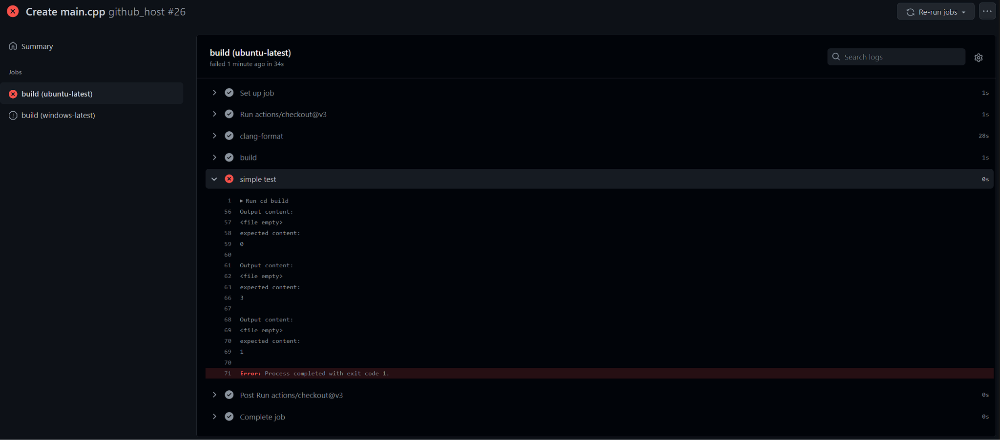 Create main.cpp github_host #26
Re-run jobs
Summary
Jobs
build (ubuntu-latest)
build (windows-latest)
build (ubuntu-latest)
failed 1 minute ago in 34s
Search logs
Set up job 1s
Run actions/checkout@v3 1s
clang-format 28s
build 1s
simple test 0s
1 Run cd build
56 Output content:
57 <file empty>
58 expected content:
59 0
60
61 Output content:
62 <file empty>
63 expected content:
66 3
67
68 Output content:
69 <file empty>
70 expected content:
69 1
70
71 Error: Process completed with exit code 1.
Post Run actions/checkout@v3 0s
Complete job 0s